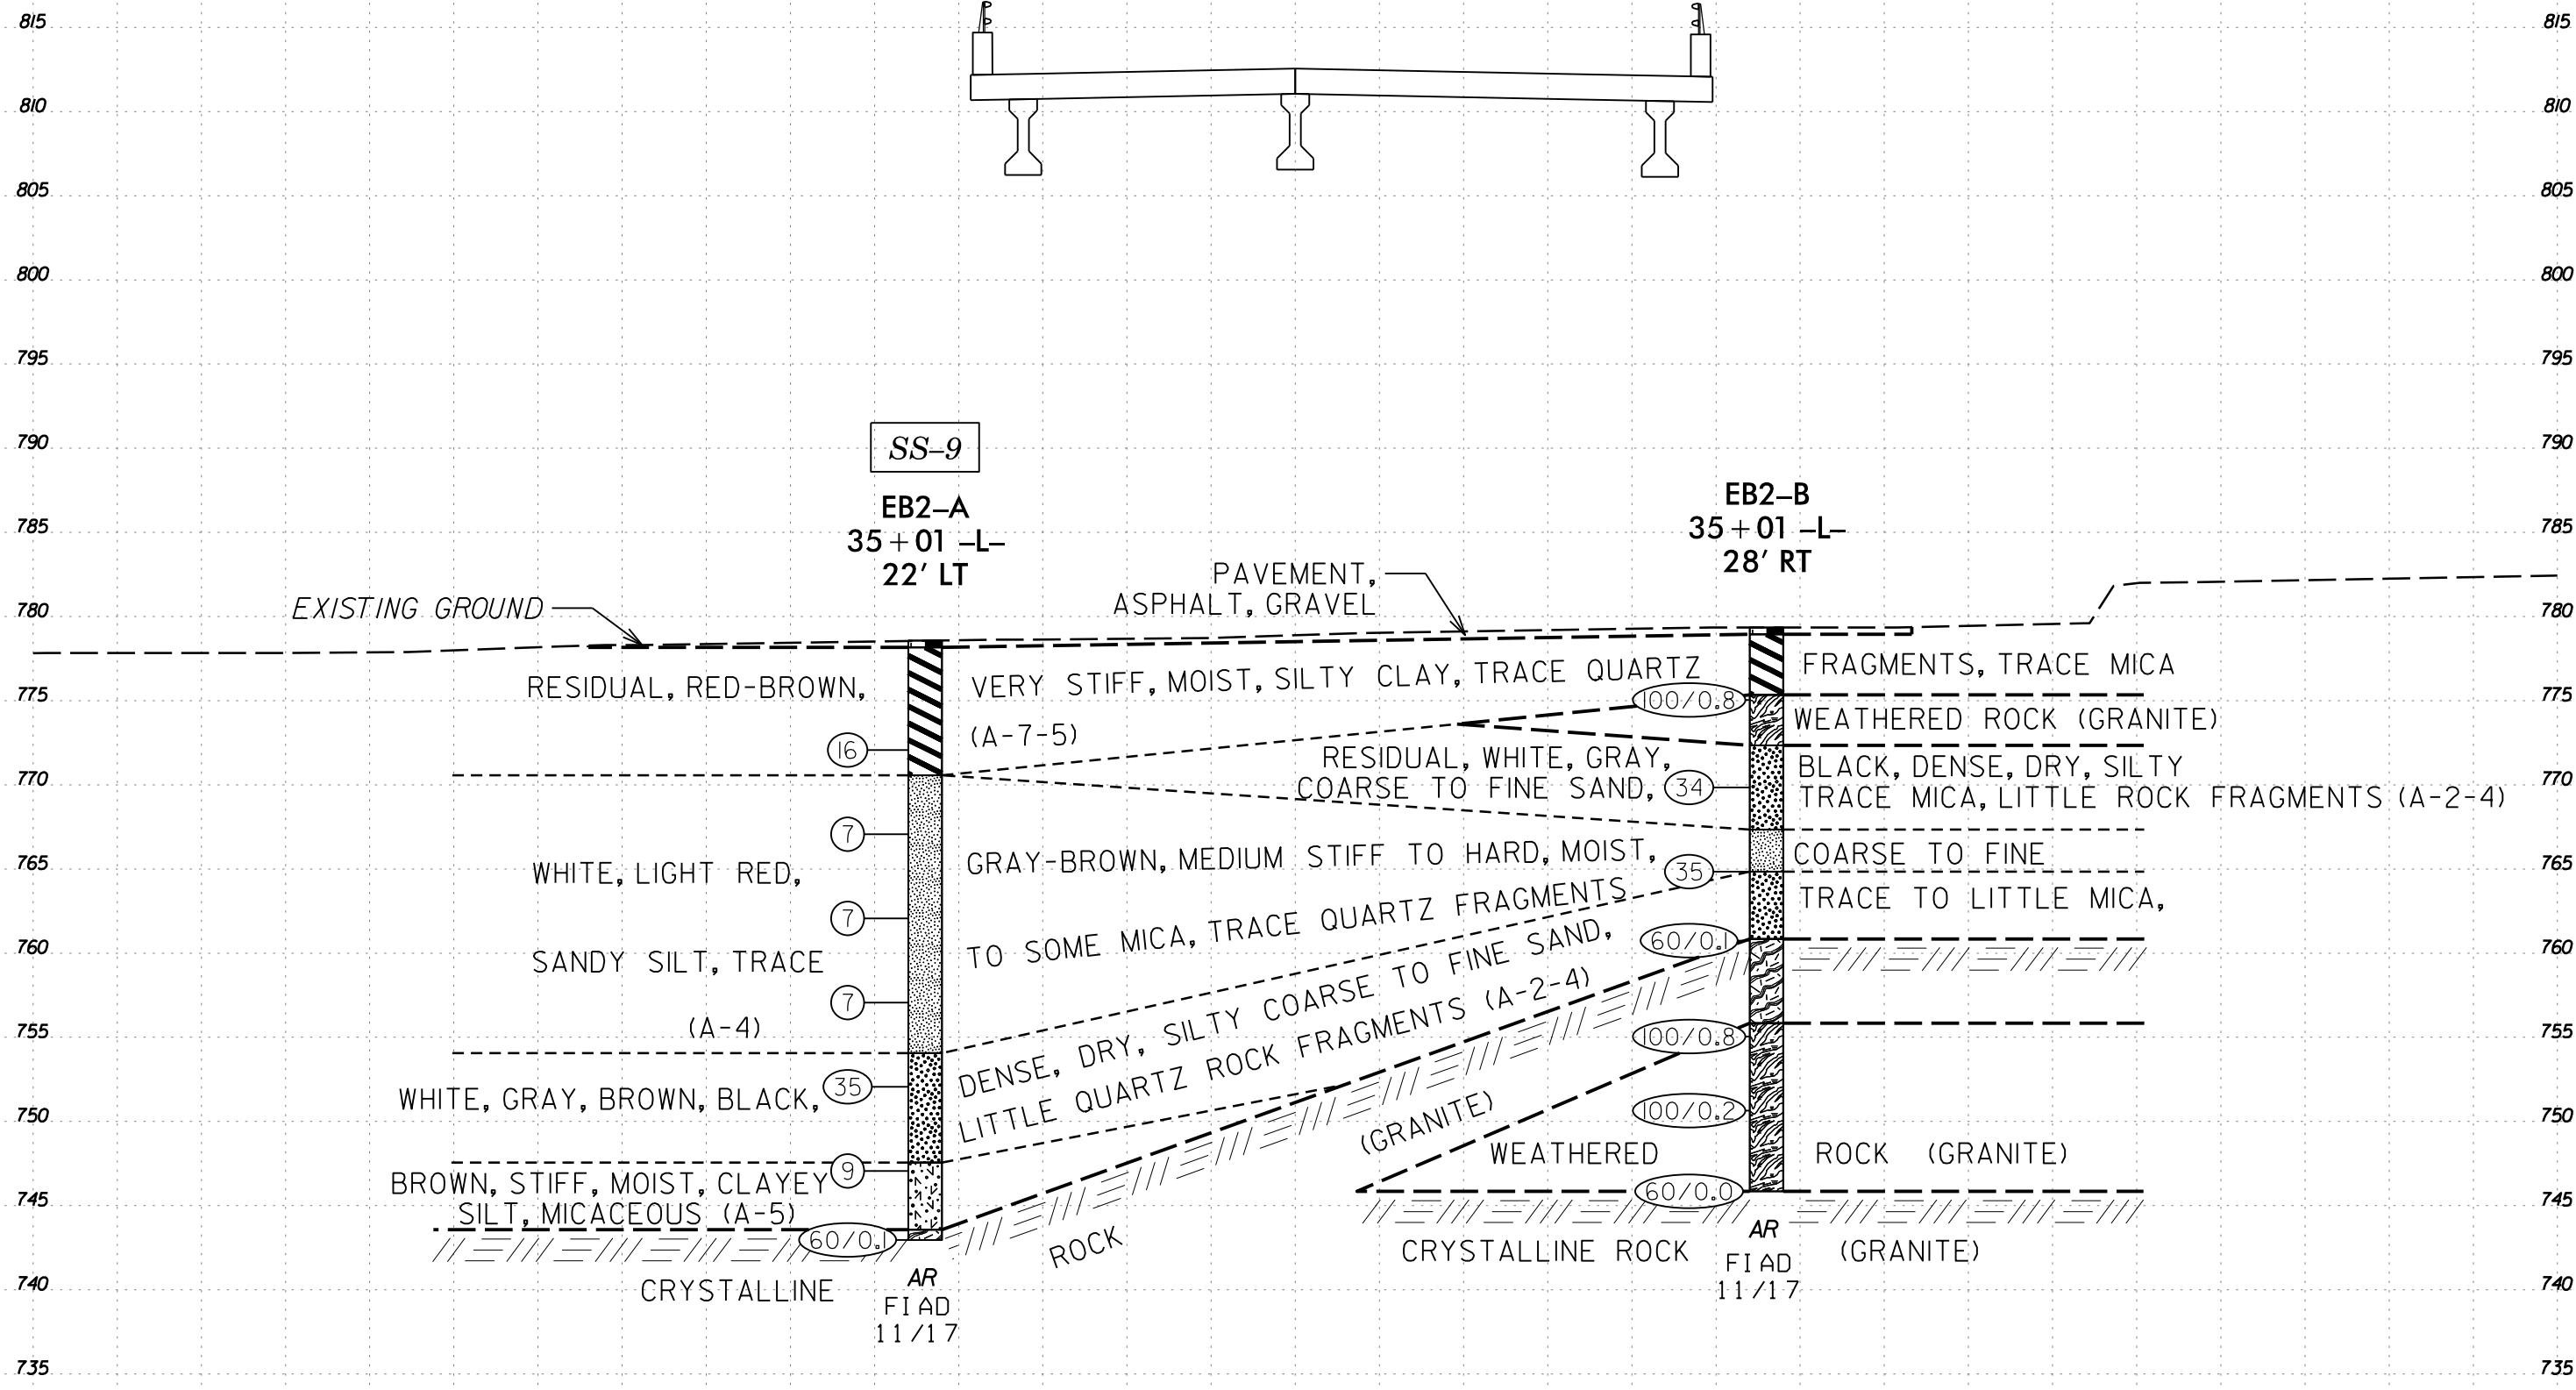 815 815
810 810
805 805
800 800
795 795
790 790
785 785
780 780
775 775
770 770
765 765
760 760
755 755
750 750
745 745
740 740
735 735
SS–9
EB2–A
35+01 –L–
22′ LT
EB2–B
35+01 –L–
28′ RT
EXISTING GROUND
PAVEMENT,
ASPHALT, GRAVEL
RESIDUAL, RED-BROWN, VERY STIFF, MOIST, SILTY CLAY, TRACE QUARTZ FRAGMENTS, TRACE MICA
(A-7-5)
16
100/0.8
WEATHERED ROCK (GRANITE)
RESIDUAL, WHITE, GRAY, BLACK, DENSE, DRY, SILTY
COARSE TO FINE SAND, 34 TRACE MICA, LITTLE ROCK FRAGMENTS (A-2-4)
7
WHITE, LIGHT RED, GRAY-BROWN, MEDIUM STIFF TO HARD, MOIST, COARSE TO FINE
35
7
SANDY SILT, TRACE TO SOME MICA, TRACE QUARTZ FRAGMENTS
(A-4)
7
WHITE, GRAY, BROWN, BLACK, 35 DENSE, DRY, SILTY COARSE TO FINE SAND, TRACE TO LITTLE MICA,
LITTLE QUARTZ ROCK FRAGMENTS (A-2-4)
60/0.1
100/0.8
100/0.2
9
BROWN, STIFF, MOIST, CLAYEY
SILT, MICACEOUS (A-5)
60/0.1
CRYSTALLINE ROCK (GRANITE)
WEATHERED ROCK (GRANITE)
60/0.0
CRYSTALLINE ROCK (GRANITE)
AR
FIAD
11/17
AR
FIAD
11/17